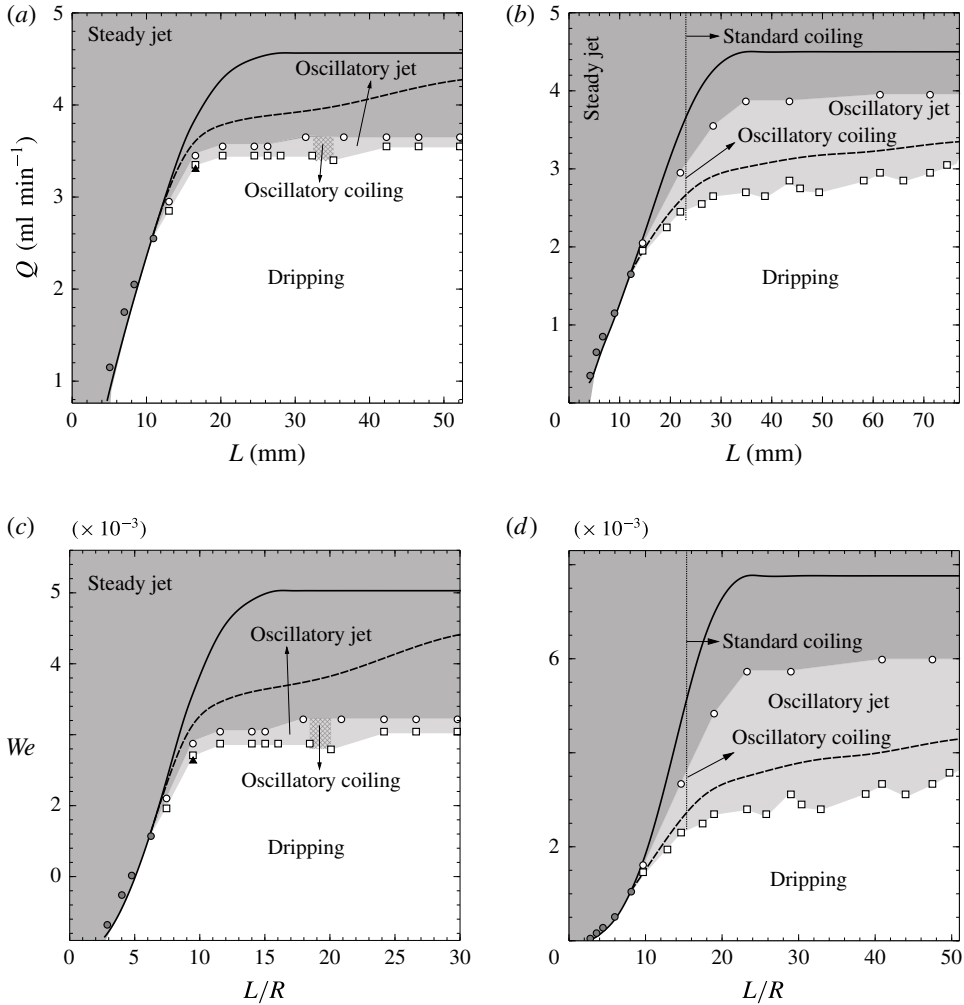 (a)
5
4
3
2
1
Q (ml min⁻¹)
Steady jet
Oscillatory jet
Oscillatory coiling
Dripping
0 10 20 30 40 50
L (mm)
(b)
5
4
3
2
1
Steady jet
Standard coiling
Oscillatory jet
Oscillatory coiling
Dripping
0 10 20 30 40 50 60 70
L (mm)
(c) (× 10⁻³)
5
2
0
We
Steady jet
Oscillatory jet
Oscillatory coiling
Dripping
0 5 10 15 20 25 30
L/R
(d) (× 10⁻³)
6
2
Standard coiling
Oscillatory jet
Oscillatory coiling
Dripping
0 10 20 30 40 50
L/R